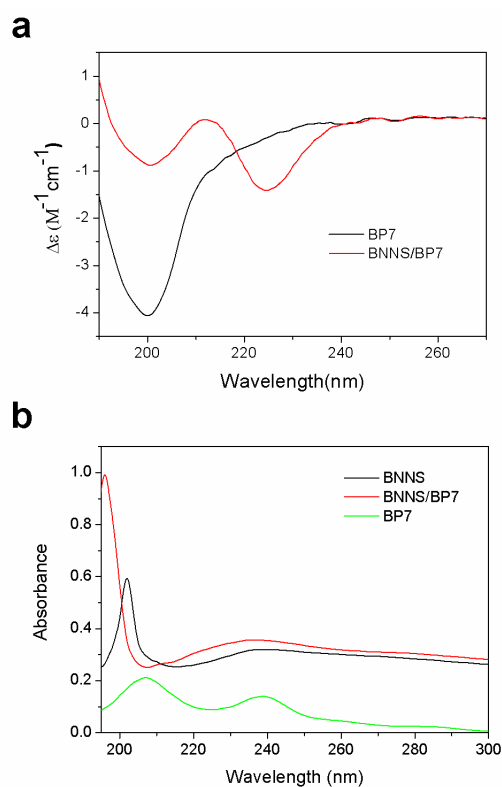 a
1
0
-1
-2
-3
-4
Δε (M⁻¹cm⁻¹)
BP7
BNNS/BP7
200
220
240
260
Wavelength(nm)
b
1.0
0.8
0.6
0.4
0.2
0.0
Absorbance
BNNS
BNNS/BP7
BP7
200
220
240
260
280
300
Wavelength (nm)